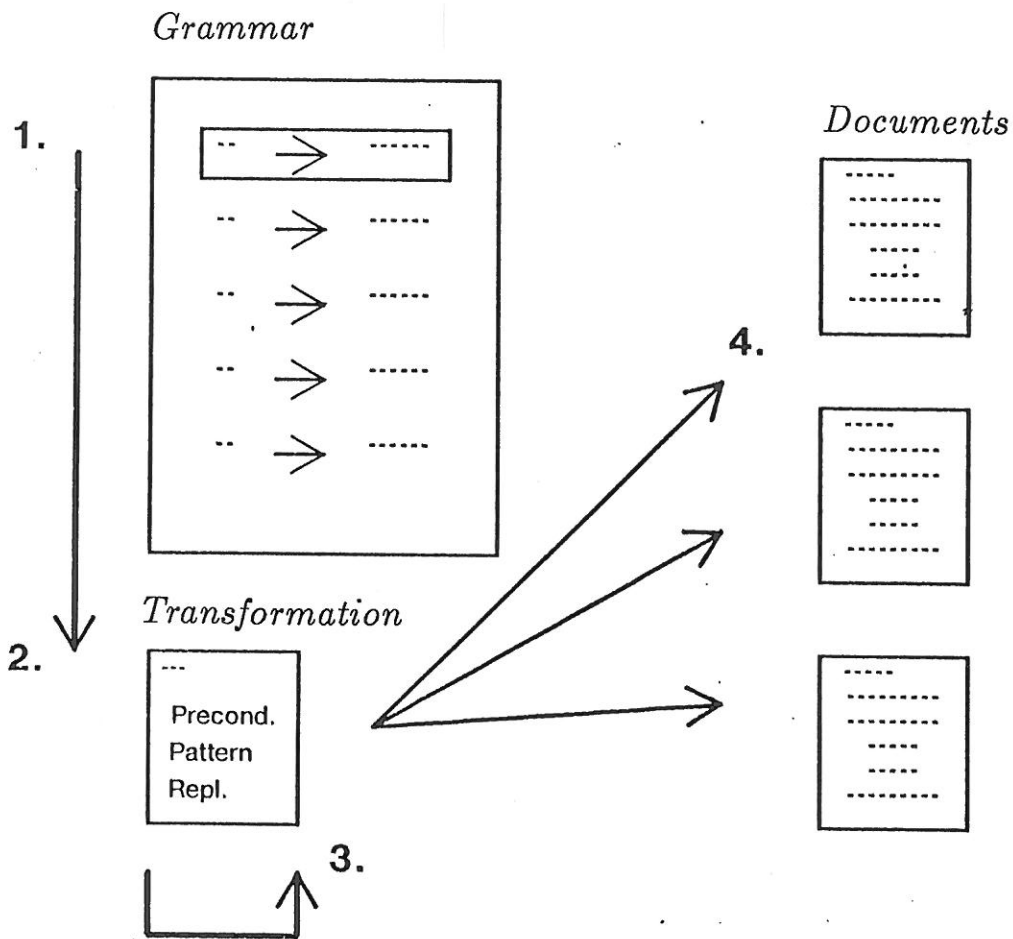 Grammar
1.
Documents
4.
2.
Transformation
Precond.
Pattern
Repl.
3.